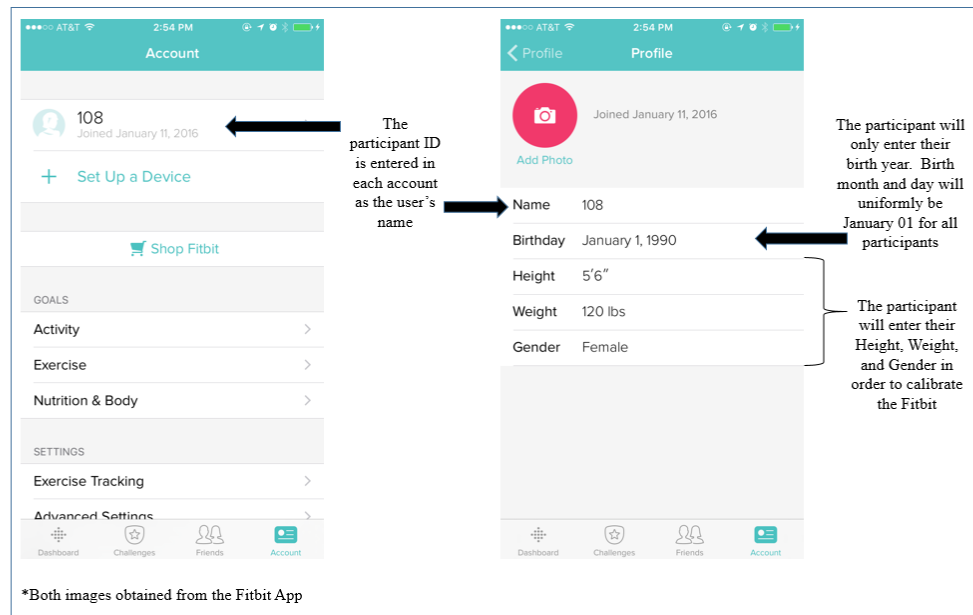 AT&T 2:54 PM
Account
108
Joined January 11, 2016
+ Set Up a Device
Shop Fitbit
GOALS
Activity
Exercise
Nutrition & Body
SETTINGS
Exercise Tracking
Advanced Settings
Dashboard Challenges Friends Account
The
participant ID
is entered in
each account
as the user’s
name
AT&T 2:54 PM
Profile Profile
Joined January 11, 2016
Add Photo
Name 108
Birthday January 1, 1990
Height 5′6″
Weight 120 lbs
Gender Female
Dashboard Challenges Friends Account
The participant will
only enter their
birth year.  Birth
month and day will
uniformly be
January 01 for all
participants
The participant
will enter their
Height, Weight,
and Gender in
order to calibrate
the Fitbit
*Both images obtained from the Fitbit App